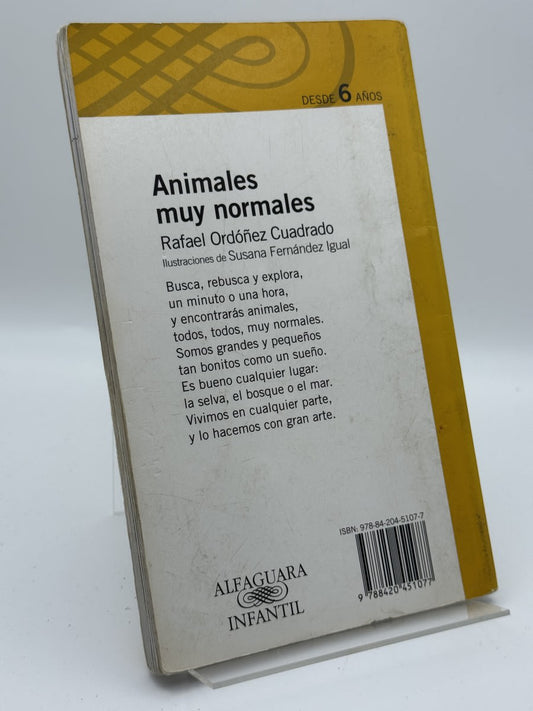 DESDE 6 AÑOS
Animales
muy normales
Rafael Ordóñez Cuadrado
Ilustraciones de Susana Fernández Igual
Busca, rebusca y explora,
un minuto o una hora,
y encontrarás animales,
todos, todos, muy normales.
Somos grandes y pequeños
tan bonitos como un sueño.
Es bueno cualquier lugar:
la selva, el bosque o el mar.
Vivimos en cualquier parte,
y lo hacemos con gran arte.
ISBN: 978-84-204-5107-7
9 788420 451077
ALFAGUARA
INFANTIL